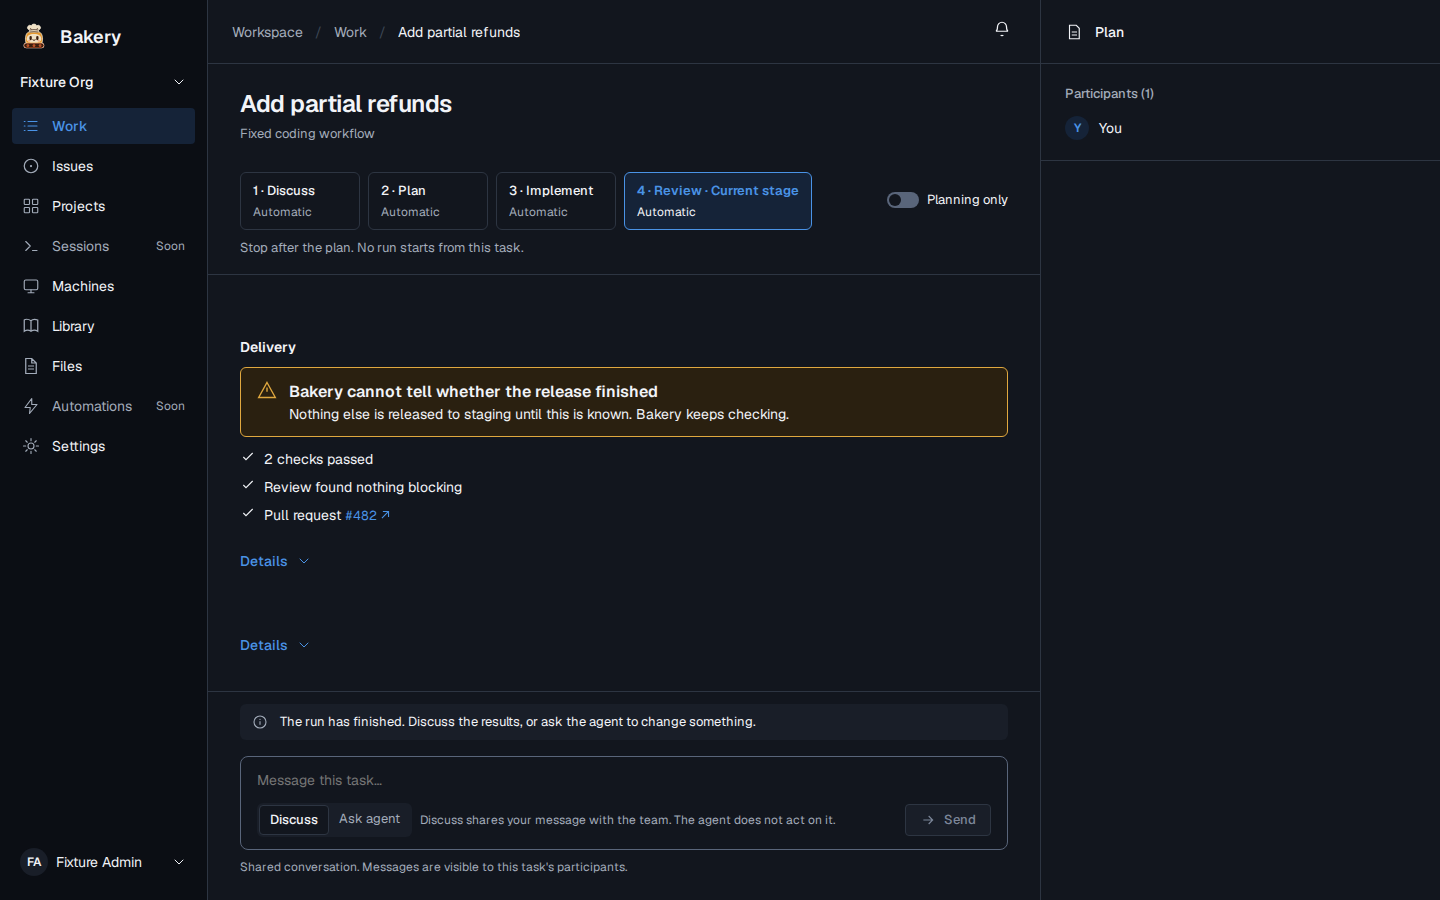 Bakery
Fixture Org
Work
Issues
Projects
Sessions Soon
Machines
Library
Files
Automations Soon
Settings
FA Fixture Admin
Workspace / Work / Add partial refunds
Add partial refunds
Fixed coding workflow
1 · Discuss
Automatic
2 · Plan
Automatic
3 · Implement
Automatic
4 · Review · Current stage
Automatic
Planning only
Stop after the plan. No run starts from this task.
Delivery
Bakery cannot tell whether the release finished
Nothing else is released to staging until this is known. Bakery keeps checking.
2 checks passed
Review found nothing blocking
Pull request #482
Details
Details
The run has finished. Discuss the results, or ask the agent to change something.
Message this task…
Discuss Ask agent Discuss shares your message with the team. The agent does not act on it. Send
Shared conversation. Messages are visible to this task's participants.
Plan
Participants (1)
Y You